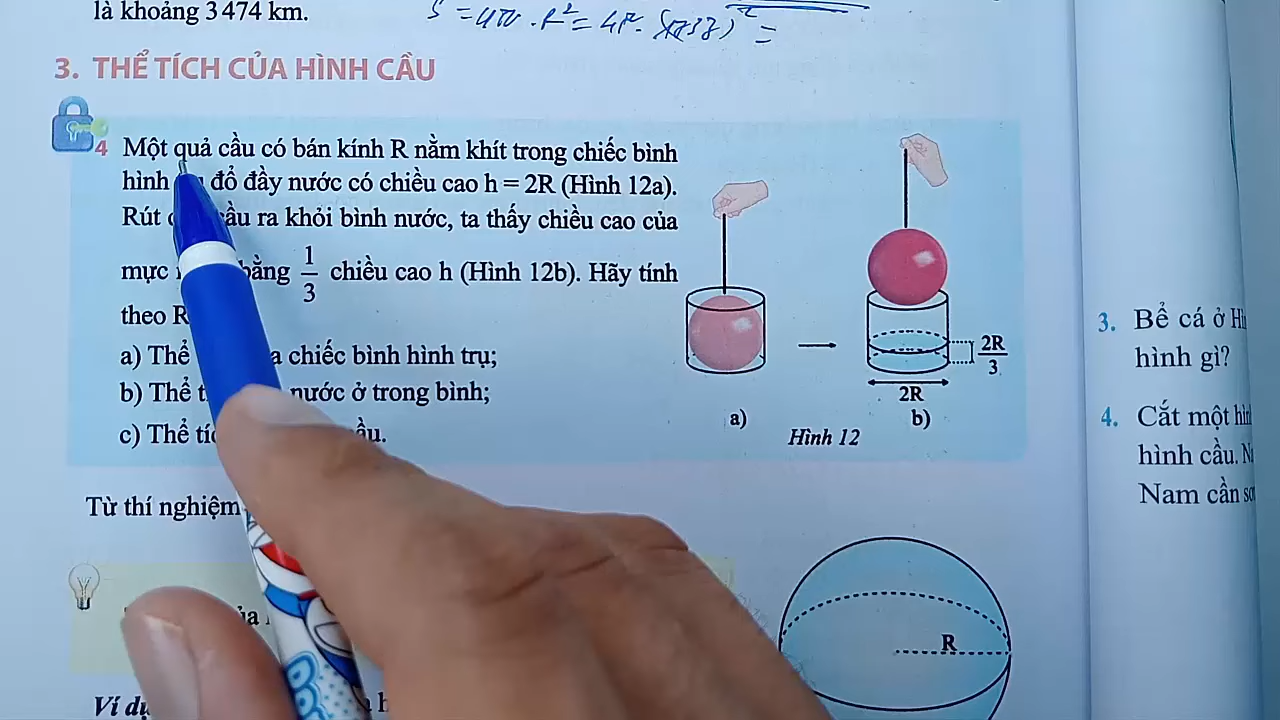 là khoảng 3 474 km.
S = 4π . R² = 4π.
3. THỂ TÍCH CỦA HÌNH CẦU
4 Một quả cầu có bán kính R nằm khít trong chiếc bình
hình đổ đầy nước có chiều cao h = 2R (Hình 12a).
Rút cầu ra khỏi bình nước, ta thấy chiều cao của
mực bằng 1/3 chiều cao h (Hình 12b). Hãy tính
theo R
a) Thể chiếc bình hình trụ;
b) Thể nước ở trong bình;
c) Thể
2R/3
2R
a)
b)
Hình 12
Từ thí nghiệm
R
Ví dụ
3. Bể cá ở
hình gì?
4. Cắt một
hình cầu.
Nam cần